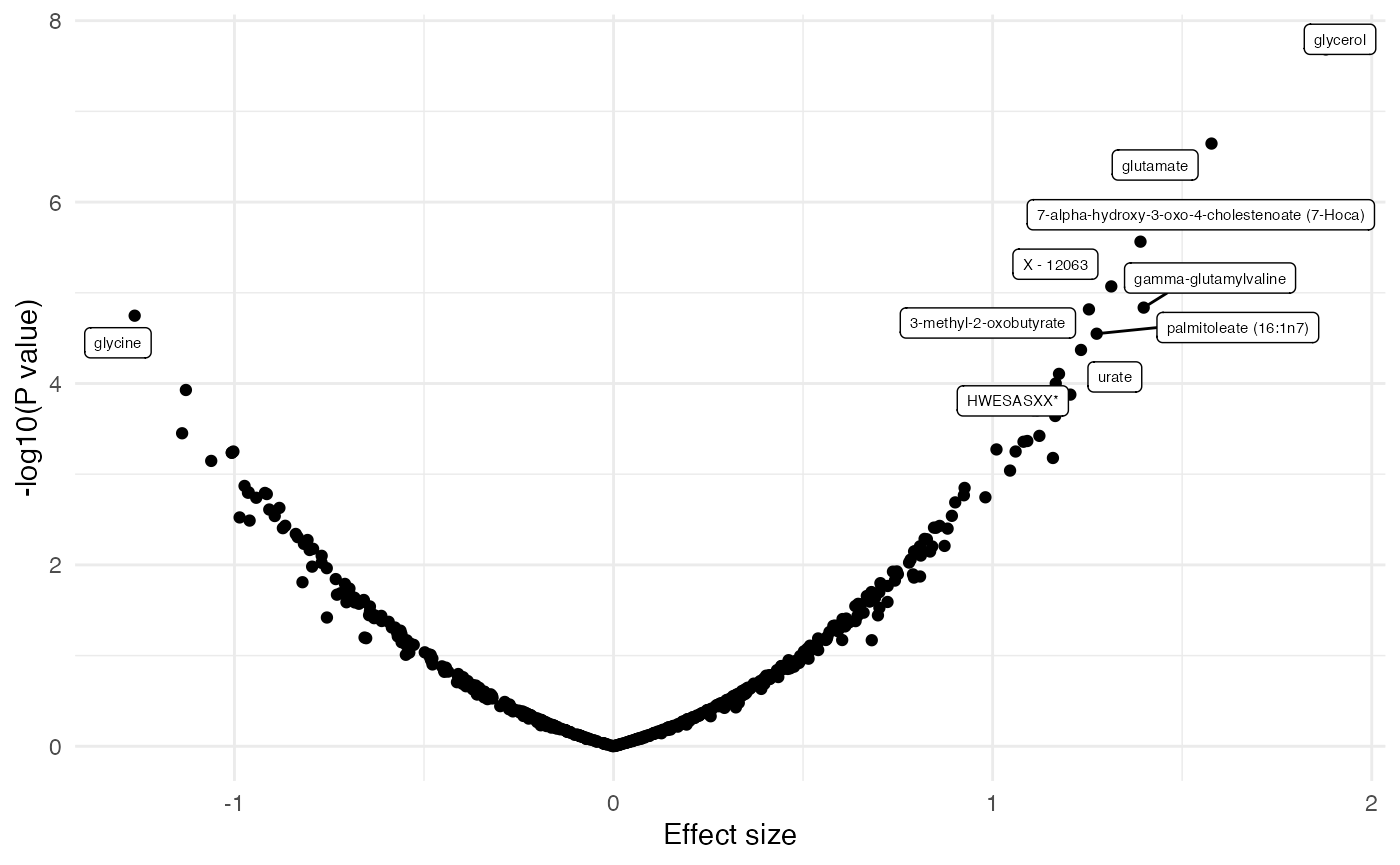 8
glycerol
glutamate
6
7-alpha-hydroxy-3-oxo-4-cholestenoate (7-Hoca)
X - 12063
gamma-glutamylvaline
3-methyl-2-oxobutyrate
palmitoleate (16:1n7)
glycine
urate
4
HWESASXX*
2
0
-log10(P value)
-1
0
1
2
Effect size